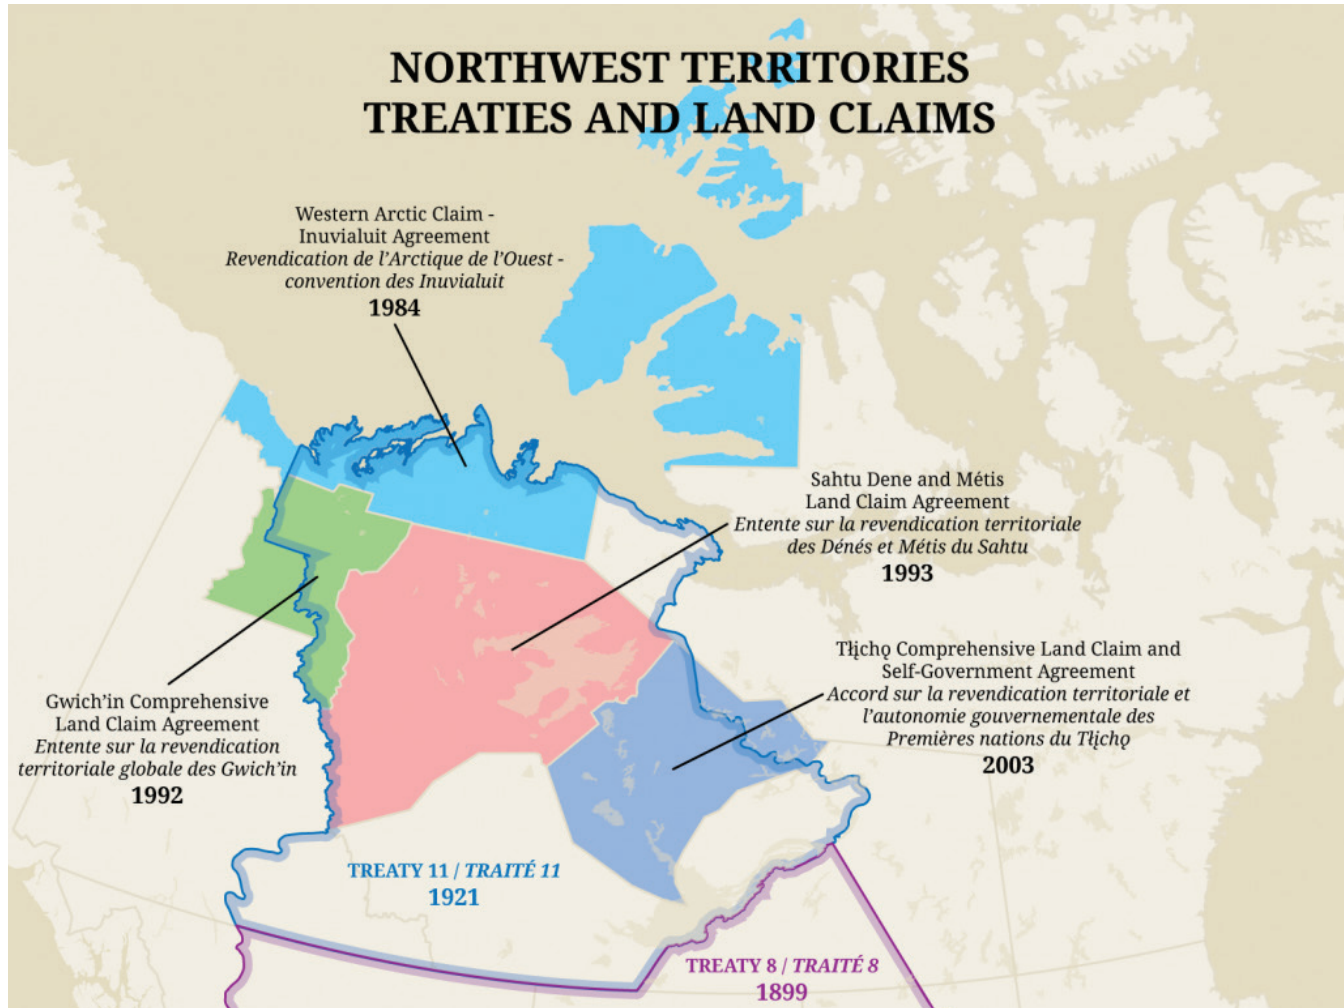 NORTHWEST TERRITORIES
TREATIES AND LAND CLAIMS
Western Arctic Claim -
Inuvialuit Agreement
Revendication de l’Arctique de l’Ouest -
convention des Inuvialuit
1984
Sahtu Dene and Métis
Land Claim Agreement
Entente sur la revendication territoriale
des Dénés et Métis du Sahtu
1993
Tłı̨chǫ Comprehensive Land Claim and
Self-Government Agreement
Accord sur la revendication territoriale et
l’autonomie gouvernementale des
Premières nations du Tłı̨chǫ
2003
Gwich’in Comprehensive
Land Claim Agreement
Entente sur la revendication
territoriale globale des Gwich’in
1992
TREATY 11 / TRAITÉ 11
1921
TREATY 8 / TRAITÉ 8
1899